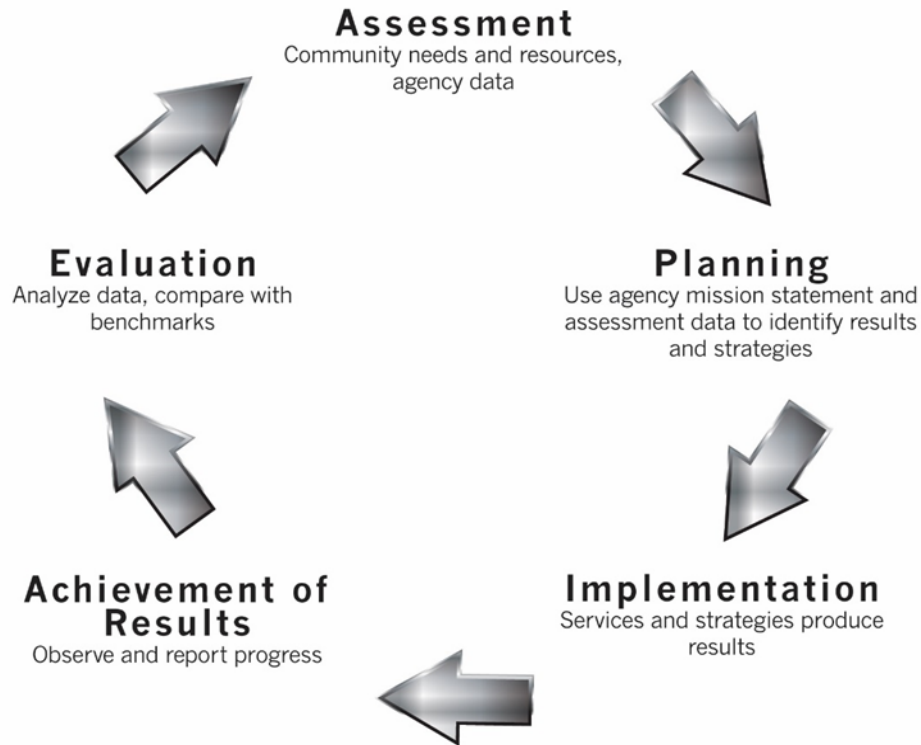 Assessment
Community needs and resources,
agency data
Planning
Use agency mission statement and
assessment data to identify results
and strategies
Implementation
Services and strategies produce
results
Achievement of
Results
Observe and report progress
Evaluation
Analyze data, compare with
benchmarks